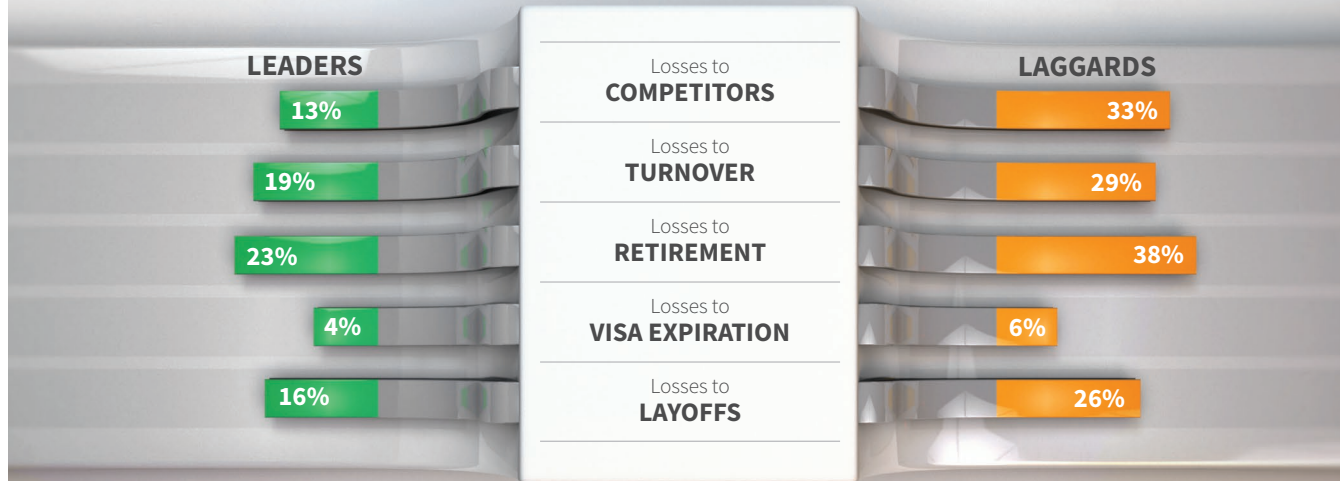 LEADERS
LAGGARDS
Losses to
COMPETITORS
13%
33%
Losses to
TURNOVER
19%
29%
Losses to
RETIREMENT
23%
38%
Losses to
VISA EXPIRATION
4%
6%
Losses to
LAYOFFS
16%
26%